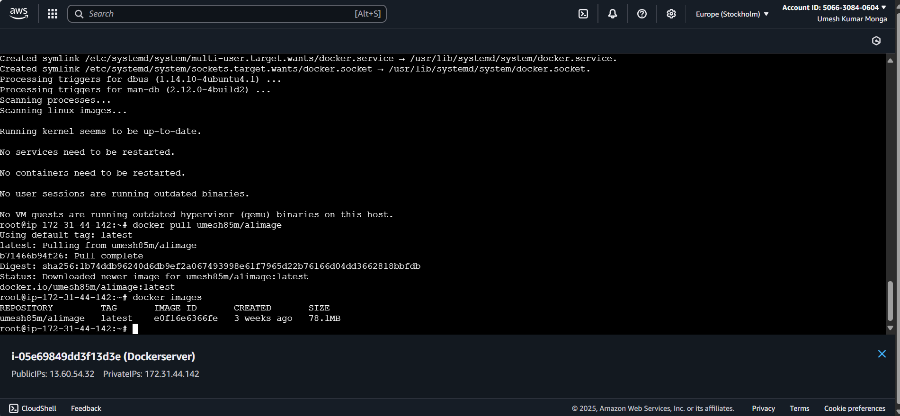 aws
Search
[Alt+S]
Europe (Stockholm) ▼
Account ID: 5066-3084-0604 ▼
Umesh Kumar Monga
Created symlink /etc/systemd/system/multi-user.target.wants/docker.service → /usr/lib/systemd/system/docker.service.
Created symlink /etc/systemd/system/sockets.target.wants/docker.socket → /usr/lib/systemd/system/docker.socket.
Processing triggers for dbus (1.14.10-4ubuntu4.1) ...
Processing triggers for man-db (2.12.0-4build2) ...
Scanning processes...
Scanning linux images...
Running kernel seems to be up-to-date.
No services need to be restarted.
No containers need to be restarted.
No user sessions are running outdated binaries.
No VM guests are running outdated hypervisor (qemu) binaries on this host.
root@ip-172-31-44-142:~# docker pull umesh85m/alimage
Using default tag: latest
latest: Pulling from umesh85m/alimage
b71466b94f26: Pull complete
Digest: sha256:1b74ddb96240d6db9ef2a067493998e61f7965d22b76166d04dd3662818bbfdb
Status: Downloaded newer image for umesh85m/alimage:latest
docker.io/umesh85m/alimage:latest
root@ip-172-31-44-142:~# docker images
REPOSITORY TAG IMAGE ID CREATED SIZE
umesh85m/alimage latest e0f16e6366fe 3 weeks ago 78.1MB
root@ip-172-31-44-142:~#
i-05e69849dd3f13d3e (Dockerserver)
PublicIPs: 13.60.54.32 PrivateIPs: 172.31.44.142
CloudShell Feedback © 2025, Amazon Web Services, Inc. or its affiliates. Privacy Terms Cookie preferences